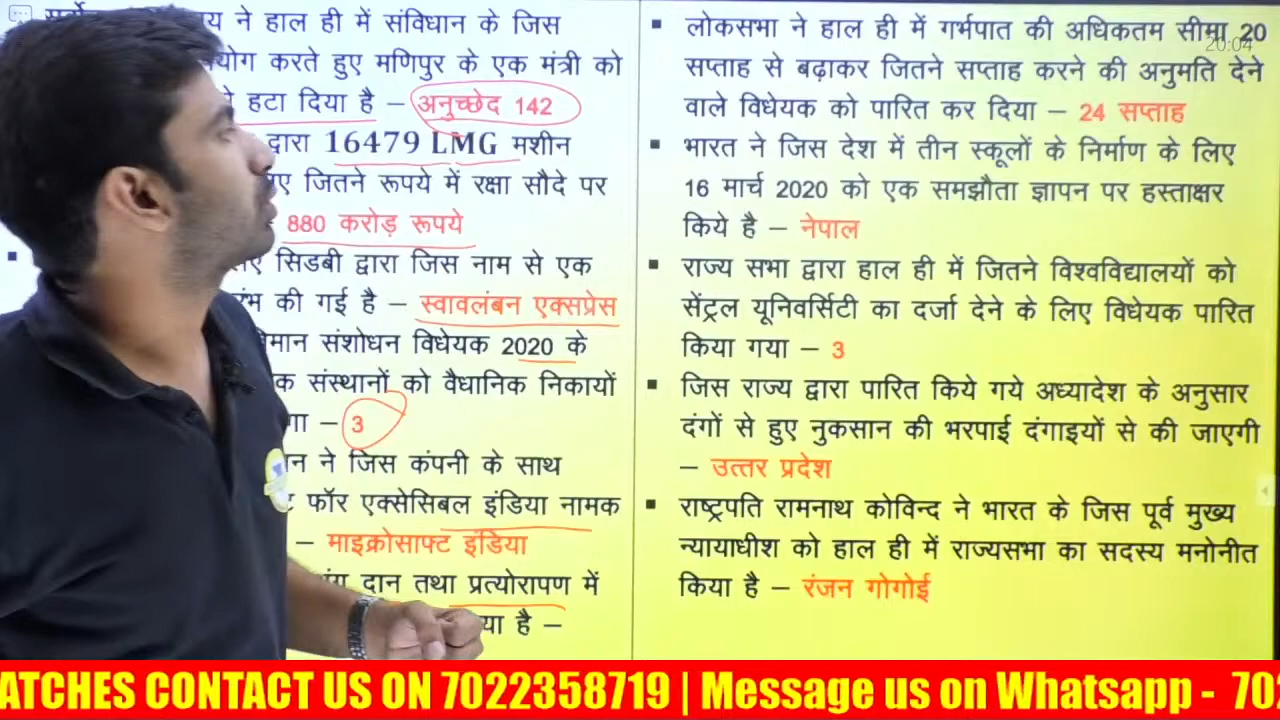 ने हाल ही में संविधान के जिस
करते हुए मणिपुर के एक मंत्री को
हटा दिया है – अनुच्छेद 142
द्वारा 16479 LMG मशीन
जितने रूपये में रक्षा सौदे पर
880 करोड़ रूपये
सिडबी द्वारा जिस नाम से एक
की गई है – स्वावलंबन एक्सप्रेस
संशोधन विधेयक 2020 के
संस्थानों को वैधानिक निकायों
– 3
ने जिस कंपनी के साथ
फॉर एक्सेसिबल इंडिया नामक
– माइक्रोसाफ्ट इंडिया
दान तथा प्रत्योरापण में
है –
▪ लोकसभा ने हाल ही में गर्भपात की अधिकतम सीमा 20
सप्ताह से बढ़ाकर जितने सप्ताह करने की अनुमति देने
वाले विधेयक को पारित कर दिया – 24 सप्ताह
▪ भारत ने जिस देश में तीन स्कूलों के निर्माण के लिए
16 मार्च 2020 को एक समझौता ज्ञापन पर हस्ताक्षर
किये है – नेपाल
▪ राज्य सभा द्वारा हाल ही में जितने विश्वविद्यालयों को
सेंट्रल यूनिवर्सिटी का दर्जा देने के लिए विधेयक पारित
किया गया – 3
▪ जिस राज्य द्वारा पारित किये गये अध्यादेश के अनुसार
दंगों से हुए नुकसान की भरपाई दंगाइयों से की जाएगी
– उत्तर प्रदेश
▪ राष्ट्रपति रामनाथ कोविन्द ने भारत के जिस पूर्व मुख्य
न्यायाधीश को हाल ही में राज्यसभा का सदस्य मनोनीत
किया है – रंजन गोगोई
20:04
ATCHES CONTACT US ON 7022358719 | Message us on Whatsapp - 702